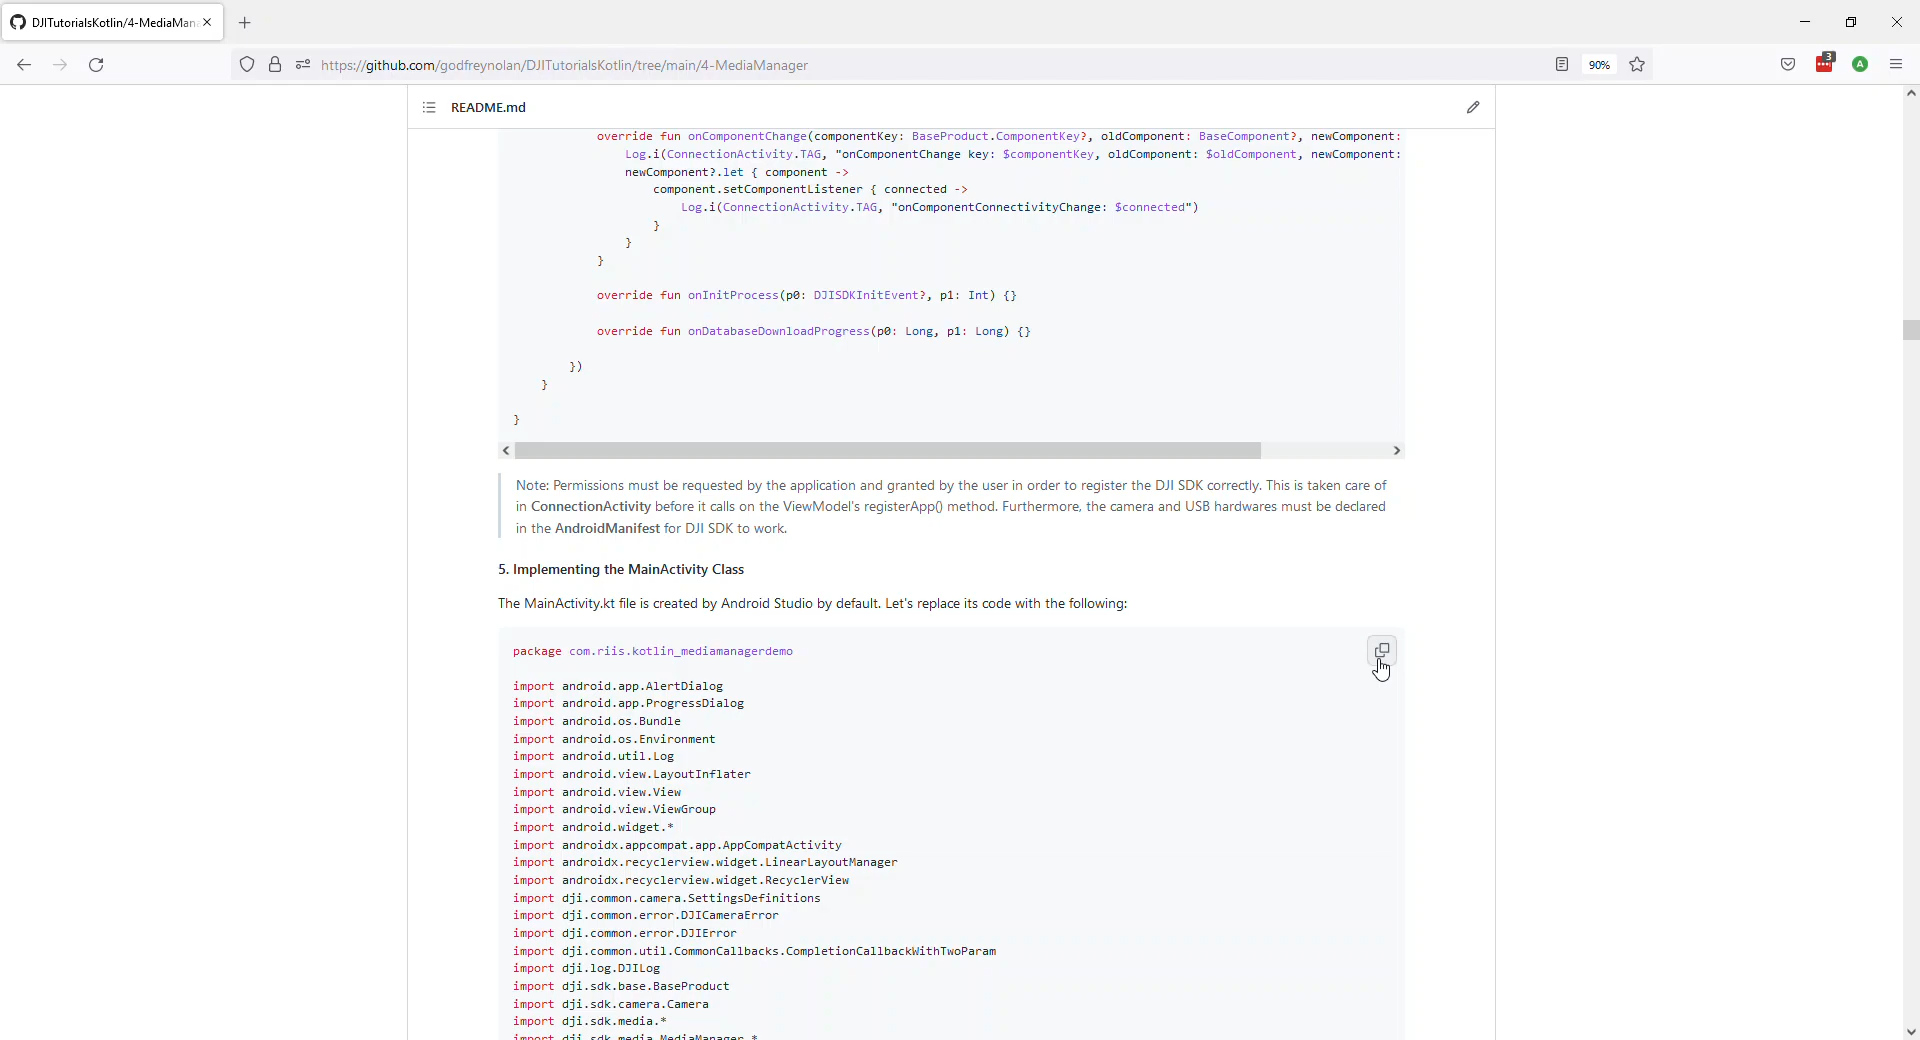 DJITutorialsKotlin/4-MediaMan
https://github.com/godfreynolan/DJITutorialsKotlin/tree/main/4-MediaManager
90%
3
A
README.md
override fun onComponentChange(componentKey: BaseProduct.ComponentKey?, oldComponent: BaseComponent?, newComponent:
Log.i(ConnectionActivity.TAG, "onComponentChange key: $componentKey, oldComponent: $oldComponent, newComponent:
newComponent?.let { component ->
component.setComponentListener { connected ->
Log.i(ConnectionActivity.TAG, "onComponentConnectivityChange: $connected")
}
}
}
override fun onInitProcess(p0: DJISDKInitEvent?, p1: Int) {}
override fun onDatabaseDownloadProgress(p0: Long, p1: Long) {}
})
}
}
Note: Permissions must be requested by the application and granted by the user in order to register the DJI SDK correctly. This is taken care of
in ConnectionActivity before it calls on the ViewModel's registerApp() method. Furthermore, the camera and USB hardwares must be declared
in the AndroidManifest for DJI SDK to work.
5. Implementing the MainActivity Class
The MainActivity.kt file is created by Android Studio by default. Let's replace its code with the following:
package com.riis.kotlin_mediamanagerdemo
import android.app.AlertDialog
import android.app.ProgressDialog
import android.os.Bundle
import android.os.Environment
import android.util.Log
import android.view.LayoutInflater
import android.view.View
import android.view.ViewGroup
import android.widget.*
import androidx.appcompat.app.AppCompatActivity
import androidx.recyclerview.widget.LinearLayoutManager
import androidx.recyclerview.widget.RecyclerView
import dji.common.camera.SettingsDefinitions
import dji.common.error.DJICameraError
import dji.common.error.DJIError
import dji.common.util.CommonCallbacks.CompletionCallbackWithTwoParam
import dji.log.DJILog
import dji.sdk.base.BaseProduct
import dji.sdk.camera.Camera
import dji.sdk.media.*
import dji.sdk.media.MediaManager.*